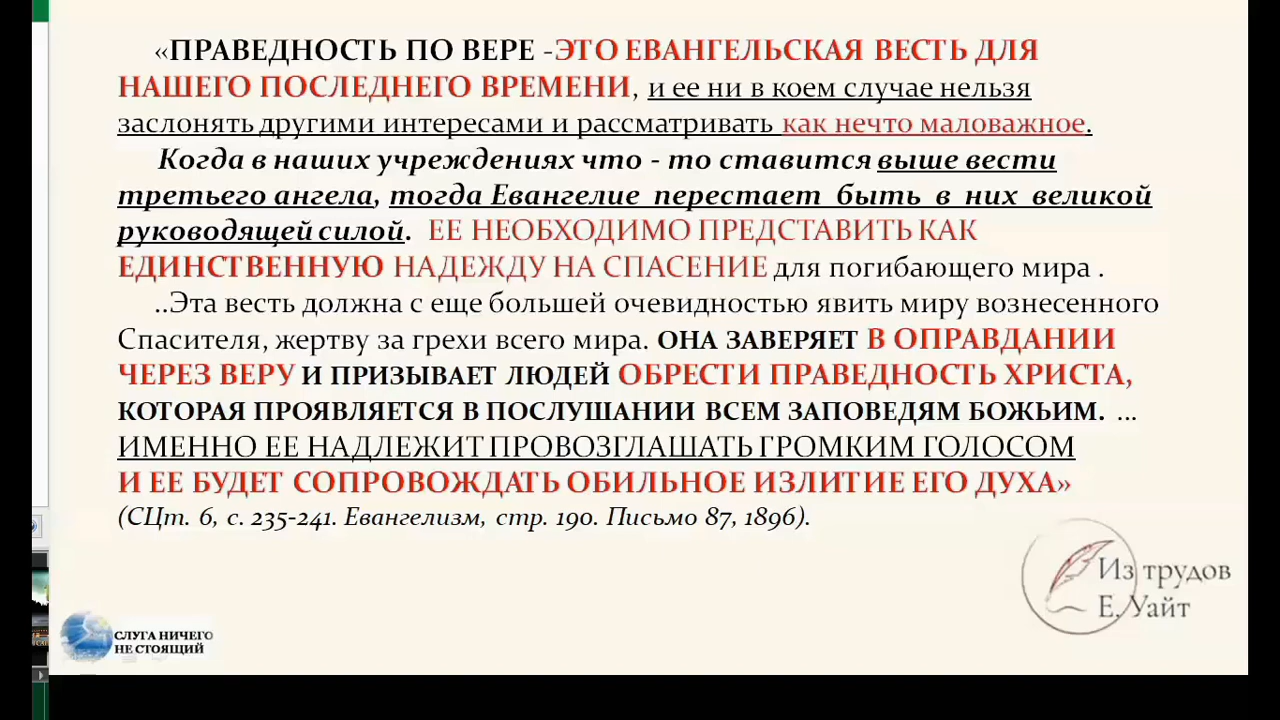 «ПРАВЕДНОСТЬ ПО ВЕРЕ -ЭТО ЕВАНГЕЛЬСКАЯ ВЕСТЬ ДЛЯ
НАШЕГО ПОСЛЕДНЕГО ВРЕМЕНИ, и ее ни в коем случае нельзя
заслонять другими интересами и рассматривать как нечто маловажное.
Когда в наших учреждениях что - то ставится выше вести
третьего ангела, тогда Евангелие перестает быть в них великой
руководящей силой. ЕЕ НЕОБХОДИМО ПРЕДСТАВИТЬ КАК
ЕДИНСТВЕННУЮ НАДЕЖДУ НА СПАСЕНИЕ для погибающего мира .
..Эта весть должна с еще большей очевидностью явить миру вознесенного
Спасителя, жертву за грехи всего мира. ОНА ЗАВЕРЯЕТ В ОПРАВДАНИИ
ЧЕРЕЗ ВЕРУ И ПРИЗЫВАЕТ ЛЮДЕЙ ОБРЕСТИ ПРАВЕДНОСТЬ ХРИСТА,
КОТОРАЯ ПРОЯВЛЯЕТСЯ В ПОСЛУШАНИИ ВСЕМ ЗАПОВЕДЯМ БОЖЬИМ. ...
ИМЕННО ЕЕ НАДЛЕЖИТ ПРОВОЗГЛАШАТЬ ГРОМКИМ ГОЛОСОМ
И ЕЕ БУДЕТ СОПРОВОЖДАТЬ ОБИЛЬНОЕ ИЗЛИТИЕ ЕГО ДУХА»
(СЦт. 6, с. 235-241. Евангелизм, стр. 190. Письмо 87, 1896).
Из трудов
Е. Уайт
СЛУГА НИЧЕГО
НЕ СТОЯЩИЙ